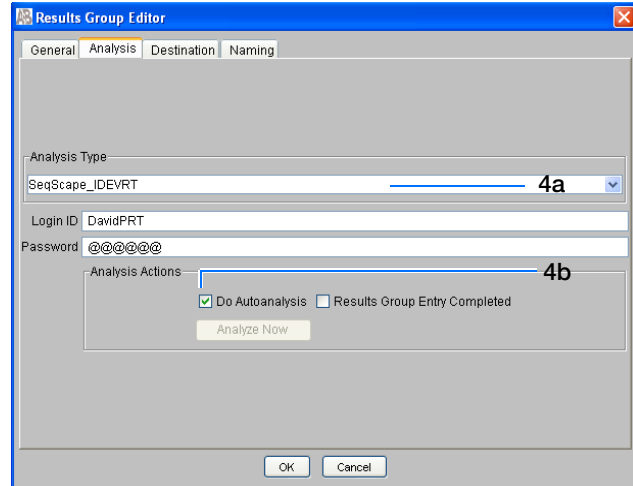 Results Group Editor
General Analysis Destination Naming
Analysis Type
SeqScape_IDEVRT 4a
Login ID DavidPRT
Password @@@@@@
Analysis Actions 4b
Do Autoanalysis Results Group Entry Completed
Analyze Now
OK Cancel